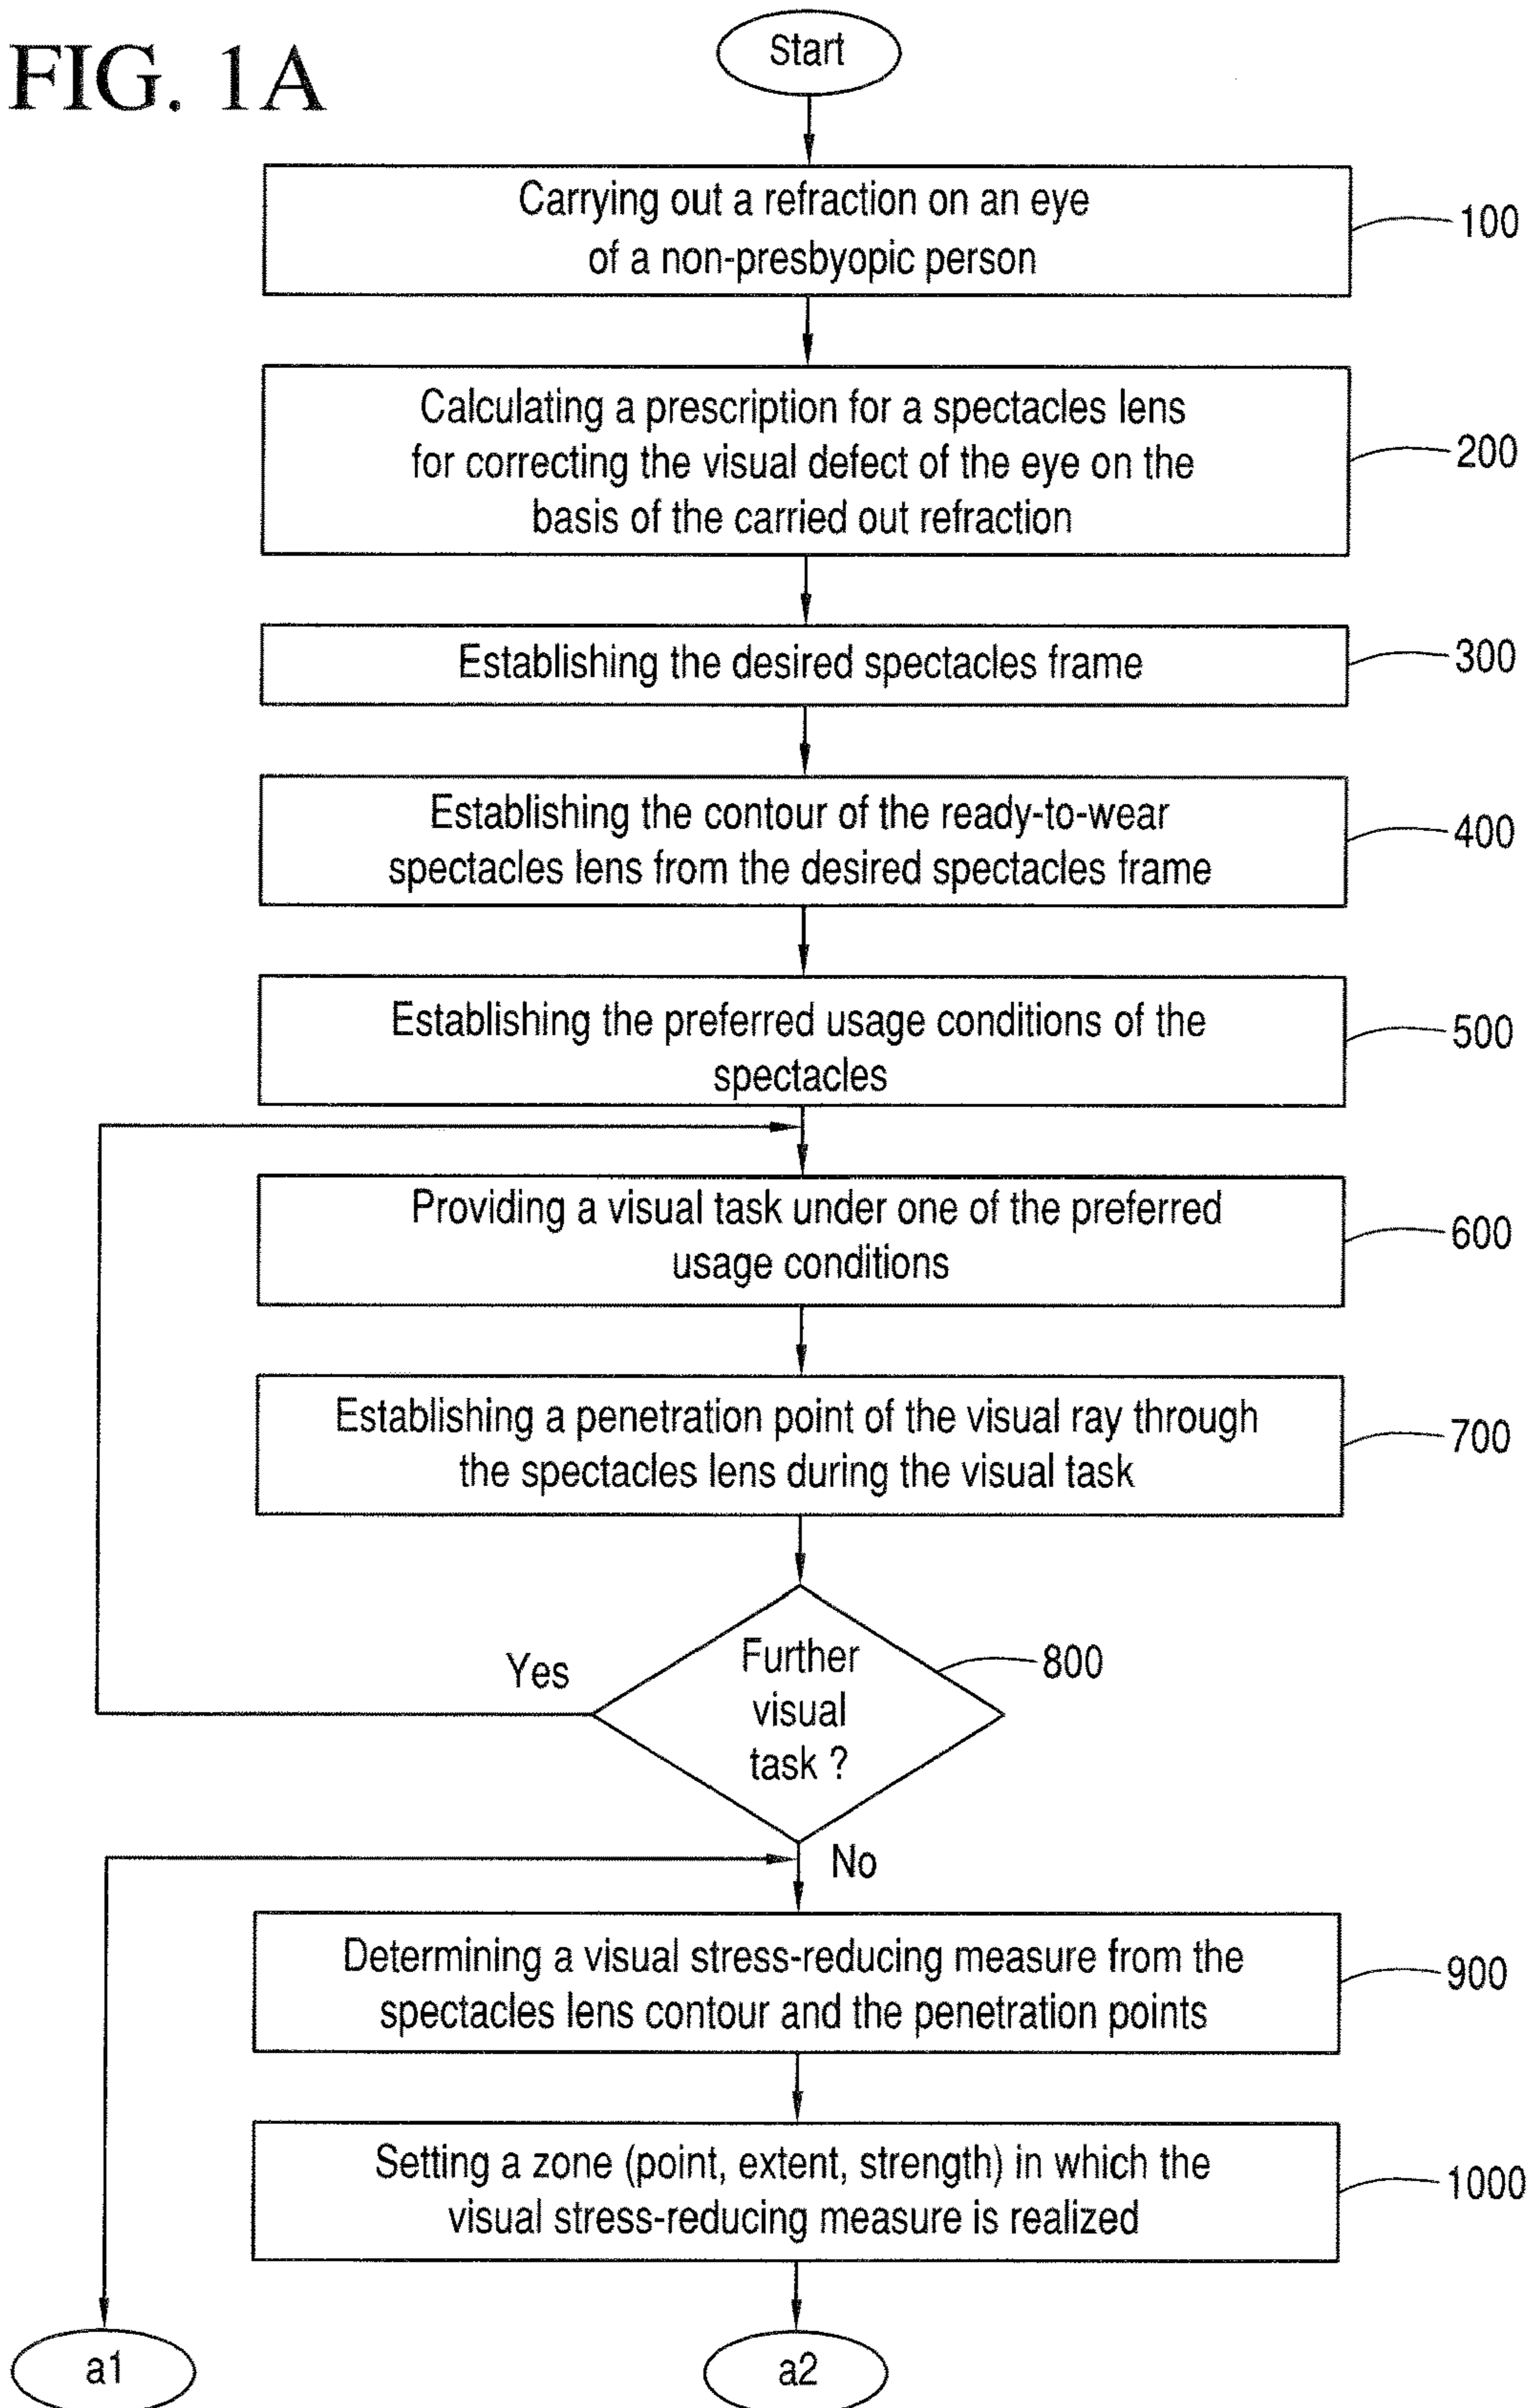 FIG. 1A
Start
Carrying out a refraction on an eye
of a non-presbyopic person
100
Calculating a prescription for a spectacles lens
for correcting the visual defect of the eye on the
basis of the carried out refraction
200
Establishing the desired spectacles frame
300
Establishing the contour of the ready-to-wear
spectacles lens from the desired spectacles frame
400
Establishing the preferred usage conditions of the
spectacles
500
Providing a visual task under one of the preferred
usage conditions
600
Establishing a penetration point of the visual ray through
the spectacles lens during the visual task
700
Yes
Further
visual
task ?
800
No
Determining a visual stress-reducing measure from the
spectacles lens contour and the penetration points
900
Setting a zone (point, extent, strength) in which the
visual stress-reducing measure is realized
1000
a1
a2